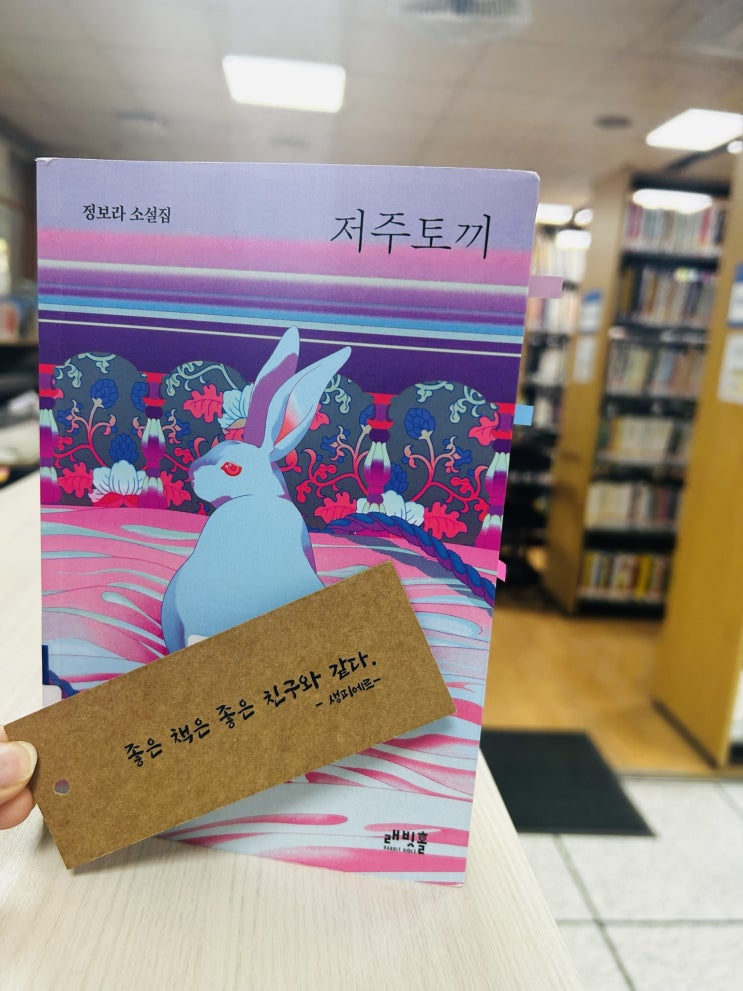 정보라 소설집
저주토끼
좋은 책은 좋은 친구와 같다.
- 생피에르-
래빗홀
RABBIT HOLE